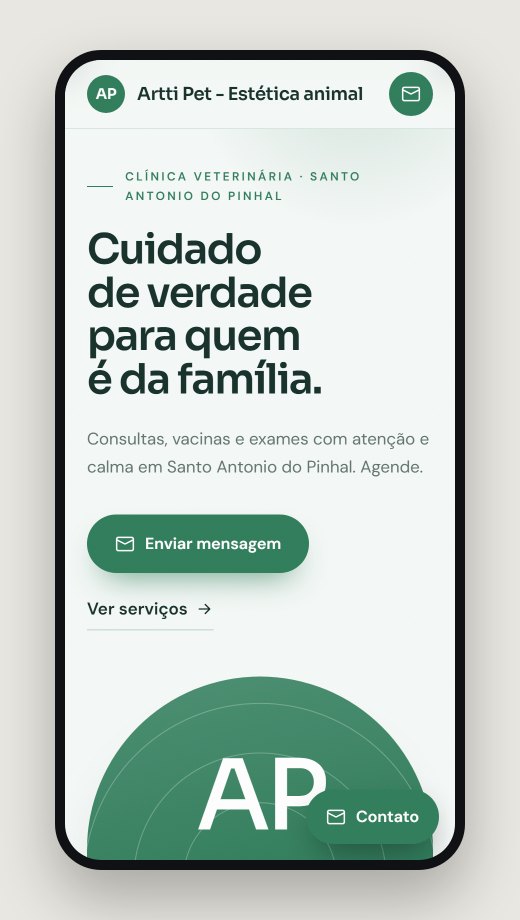 AP
Artti Pet - Estética animal
CLÍNICA VETERINÁRIA · SANTO
ANTONIO DO PINHAL
Cuidado
de verdade
para quem
é da família.
Consultas, vacinas e exames com atenção e
calma em Santo Antonio do Pinhal. Agende.
Enviar mensagem
Ver serviços →
AP
Contato